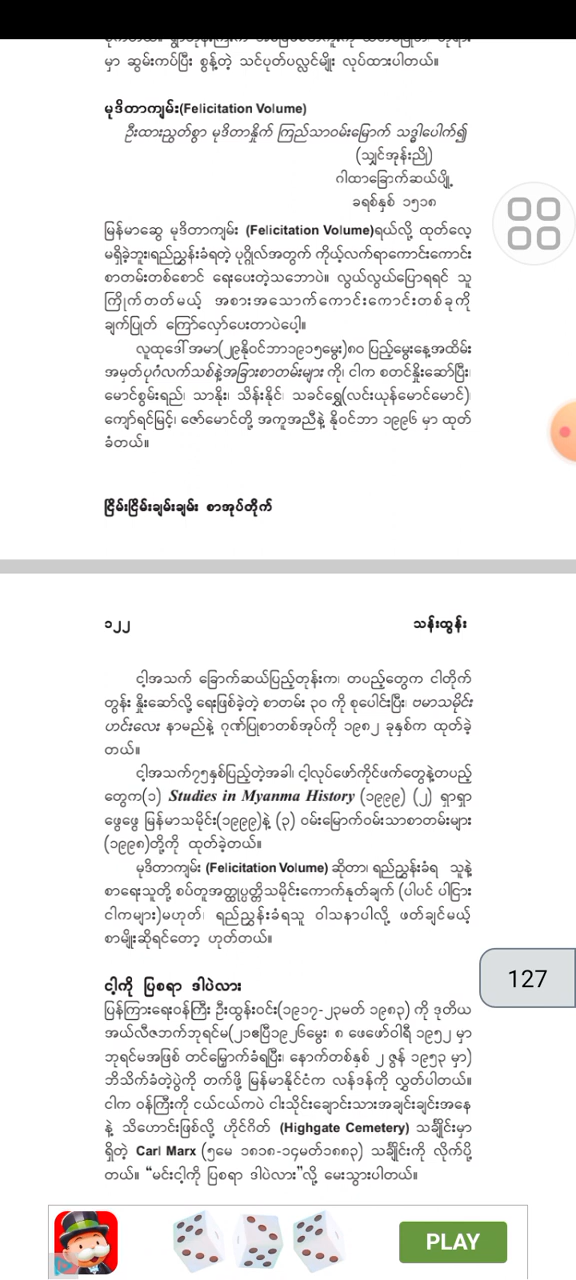 မှာ ဆွမ်းကပ်ပြီး စွန့်တဲ့ သင်ပုတ်ပလ္လင်မျိုး လုပ်ထားပါတယ်။
မုဒိတာကျမ်း(Felicitation Volume)
ဦးထားညွတ်စွာ မုဒိတာနှိုက် ကြည်သာဝမ်းမြောက် သဒ္ဓါပေါက်၍
(သျှင်အုန်းညို)
ဂါထာခြောက်ဆယ်ပျို့
ခရစ်နှစ် ၁၅၁၈
မြန်မာဆွေ မုဒိတာကျမ်း (Felicitation Volume)ရယ်လို့ ထုတ်လေ့
မရှိခဲ့ဘူး၊ရည်ညွှန်းခံရတဲ့ ပုဂ္ဂိုလ်အတွက် ကိုယ့်လက်ရာကောင်းကောင်း
စာတမ်းတစ်စောင် ရေးပေးတဲ့သဘောပဲ။ လွယ်လွယ်ပြောရရင် သူ
ကြိုက်တတ်မယ့် အစားအသောက်ကောင်းကောင်းတစ်ခုကို
ချက်ပြုတ် ကြော်လှော်ပေးတာပဲပေါ့။
လူထုဒေါ်အမာ(၂၉နိုဝင်ဘာ၁၉၁၅မွေး)၈၀ ပြည့်မွေးနေ့အထိမ်း
အမှတ်ပုဂံလက်သစ်နဲ့အခြားစာတမ်းများ ကို၊ ငါက စတင်နှိုးဆော်ပြီး၊
မောင်စွမ်းရည်၊ သာနိုး၊ သိန်းနိုင်၊ သခင်ရွှေ(လင်းယုန်မောင်မောင်)၊
ကျော်ရင်မြင့်၊ ဇော်မောင်တို့ အကူအညီနဲ့ နိုဝင်ဘာ ၁၉၉၆ မှာ ထုတ်
ခံတယ်။
ငြိမ်းငြိမ်းချမ်းချမ်း စာအုပ်တိုက်
၁၂၂ သန်းထွန်း
ငါ့အသက် ခြောက်ဆယ်ပြည့်တုန်းက၊ တပည့်တွေက ငါတိုက်
တွန်း နှိုးဆော်လို့ ရေးဖြစ်ခဲ့တဲ့ စာတမ်း ၃၀ ကို စုပေါင်းပြီး၊ ဗမာသမိုင်း
ဟင်းလေး နာမည်နဲ့ ဂုဏ်ပြုစာတစ်အုပ်ကို ၁၉၈၂ ခုနှစ်က ထုတ်ခဲ့
တယ်။
ငါ့အသက်၇၅နှစ်ပြည့်တဲ့အခါ၊ ငါ့လုပ်ဖော်ကိုင်ဖက်တွေနဲ့တပည့်
တွေက(၁) Studies in Myanma History (၁၉၉၉) (၂) ရှာရှာ
ဖွေဖွေ မြန်မာသမိုင်း(၁၉၉၉)နဲ့ (၃) ဝမ်းမြောက်ဝမ်းသာစာတမ်းများ
(၁၉၉၈)တို့ကို ထုတ်ခဲ့တယ်။
မုဒိတာကျမ်း (Felicitation Volume) ဆိုတာ၊ ရည်ညွှန်းခံရ သူနဲ့
စာရေးသူတို့ စပ်တူအတ္ထုပ္ပတ္တိသမိုင်းကောက်နုတ်ချက် (ပါပင် ပါငြား
ငါကများ)မဟုတ်၊ ရည်ညွှန်းခံရသူ ဝါသနာပါလို့ ဖတ်ချင်မယ့်
စာမျိုးဆိုရင်တော့ ဟုတ်တယ်။
ငါ့ကို ပြစရာ ဒါပဲလား
ပြန်ကြားရေးဝန်ကြီး ဦးထွန်းဝင်း(၁၉၁၇-၂၃မတ် ၁၉၈၃) ကို ဒုတိယ
အယ်လီဇဘက်ဘုရင်မ(၂၁ဧပြီ၁၉၂၆မွေး၊ ၈ ဖေဖော်ဝါရီ ၁၉၅၂ မှာ
ဘုရင်မအဖြစ် တင်မြှောက်ခံရပြီး၊ နောက်တစ်နှစ် ၂ ဇွန် ၁၉၅၃ မှာ)
ဘိသိက်ခံတဲ့ပွဲကို တက်ဖို့ မြန်မာနိုင်ငံက လန်ဒန်ကို လွှတ်ပါတယ်။
ငါက ဝန်ကြီးကို ငယ်ငယ်ကပဲ ငါးသိုင်းချောင်းသားအချင်းချင်းအနေ
နဲ့ သိဟောင်းဖြစ်လို့ ဟိုင်ဂိတ် (Highgate Cemetery) သင်္ချိုင်းမှာ
ရှိတဲ့ Carl Marx (၅မေ ၁၈၁၈-၁၄မတ်၁၈၈၃) သင်္ချိုင်းကို လိုက်ပို့
တယ်။ “မင်းငါ့ကို ပြစရာ ဒါပဲလား”လို့ မေးသွားပါတယ်။
127
PLAY